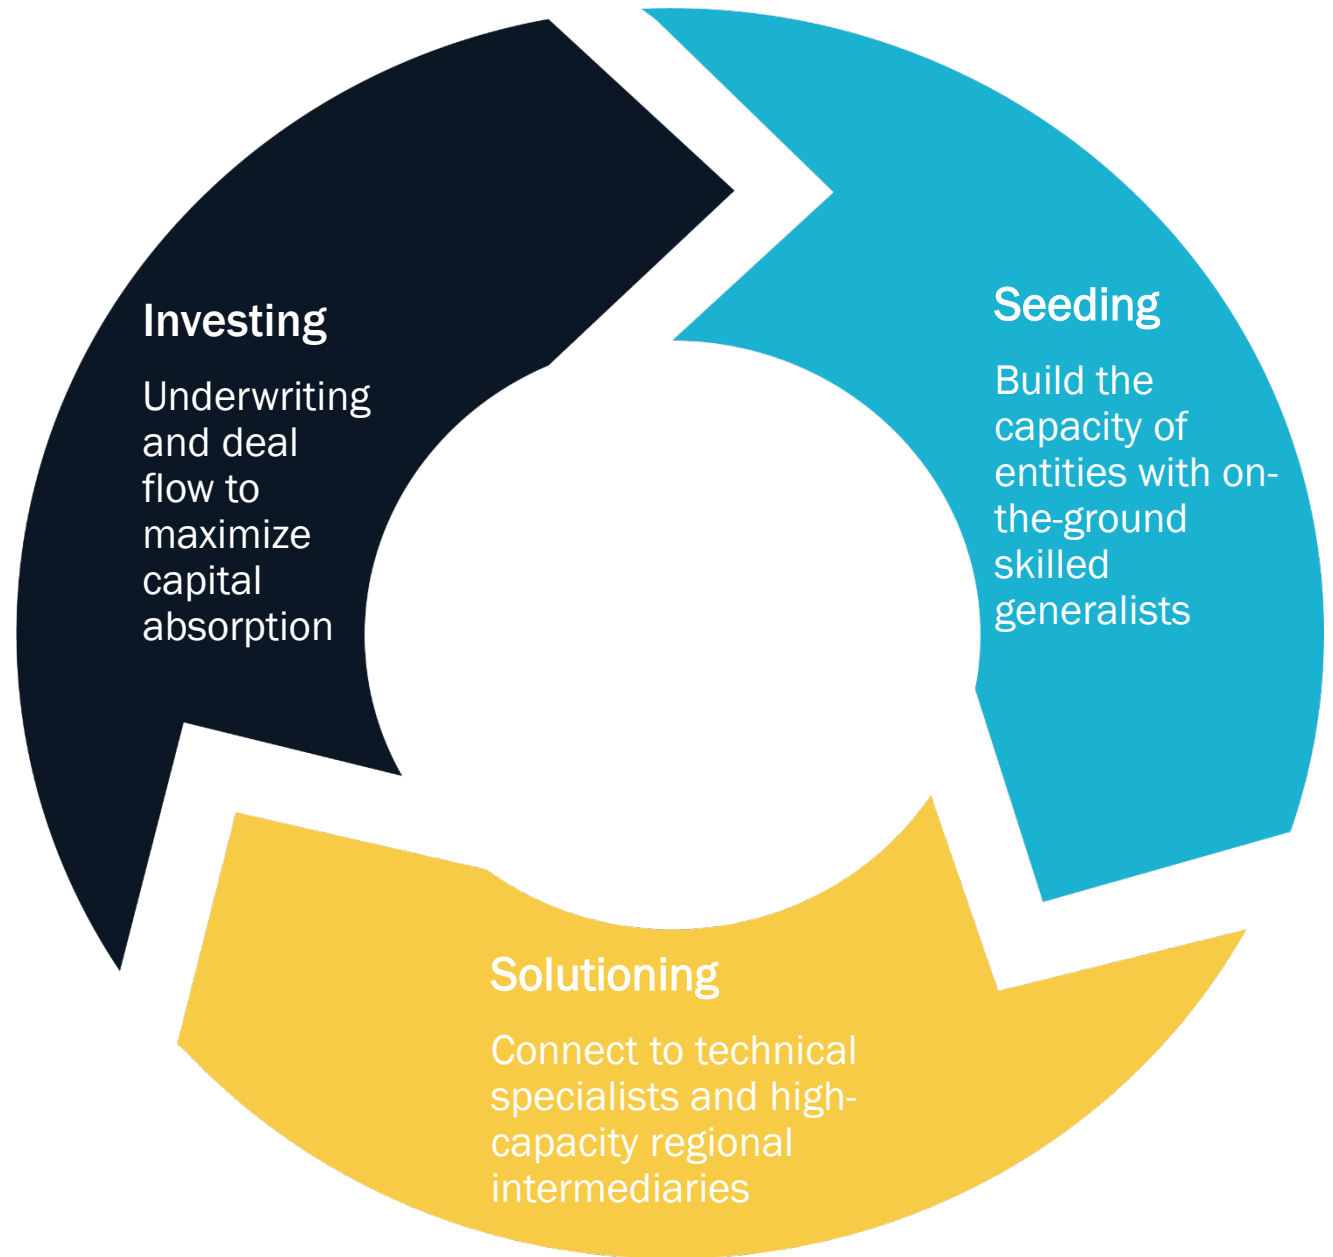 Investing
Underwriting
and deal
flow to
maximize
capital
absorption
Seeding
Build the
capacity of
entities with on-
the-ground
skilled
generalists
Solutioning
Connect to technical
specialists and high-
capacity regional
intermediaries